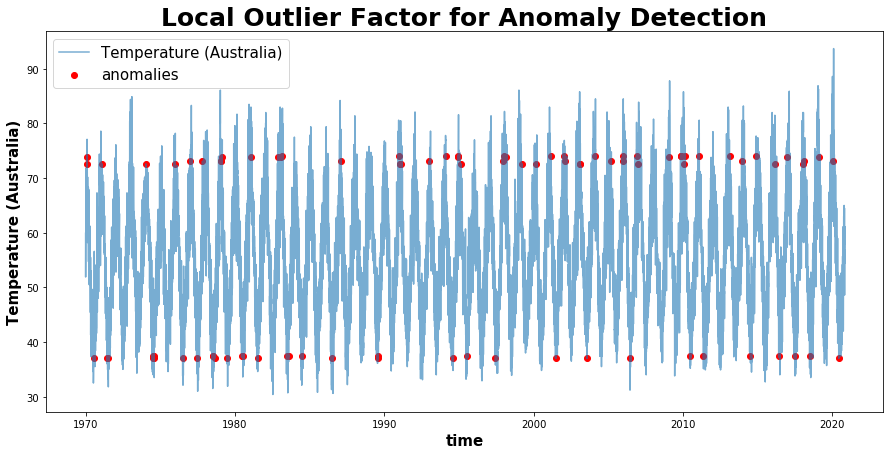 Local Outlier Factor for Anomaly Detection
Temperature (Australia)
anomalies
Temperature (Australia)
90
80
70
60
50
40
30
1970
1980
1990
2000
2010
2020
time